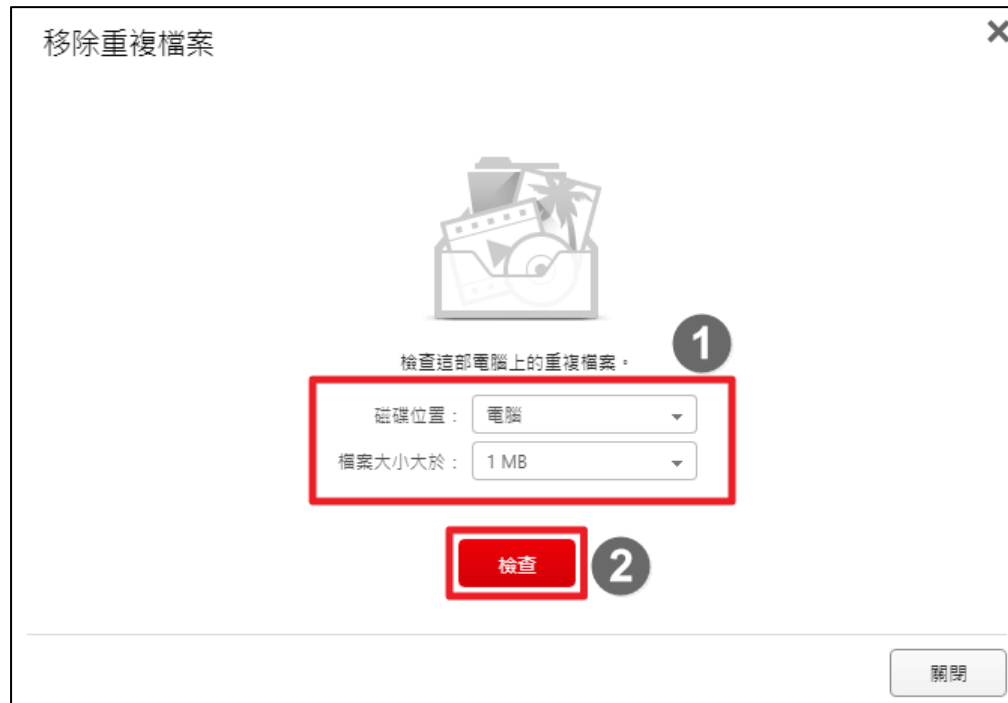 移除重複檔案
檢查這部電腦上的重複檔案。
1
磁碟位置： 電腦
檔案大小大於： 1 MB
檢查
2
關閉